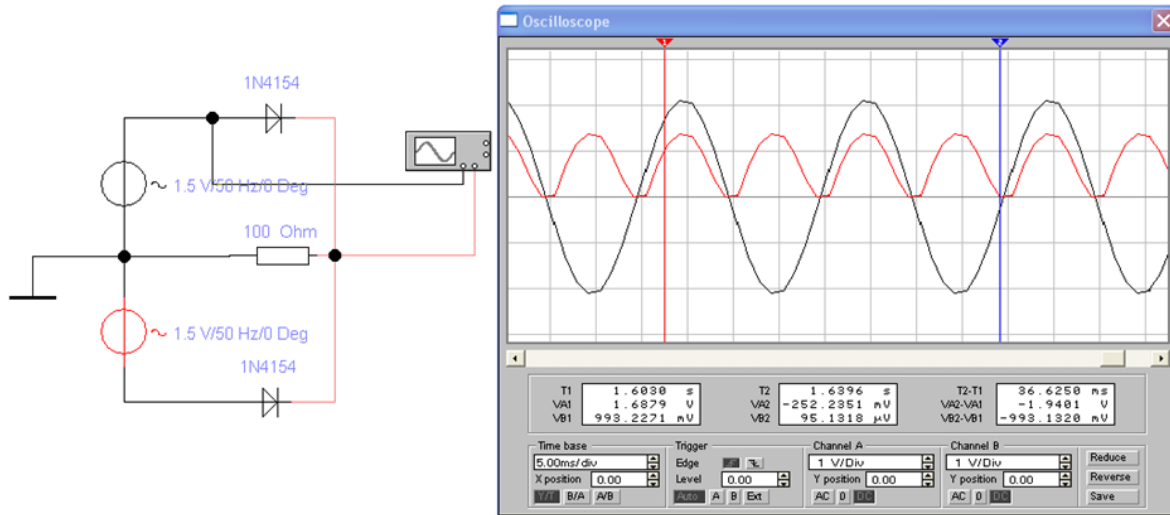 1N4154
1.5 V/50 Hz/0 Deg
100 Ohm
1.5 V/50 Hz/0 Deg
1N4154
Oscilloscope
1
2
T1 1.6030 s
VA1 1.6879 V
VB1 993.2271 mV
T2 1.6396 s
VA2 -252.2351 mV
VB2 95.1318 µV
T2-T1 36.6250 ms
VA2-VA1 -1.9401 V
VB2-VB1 -993.1320 mV
Time base
5.00ms/div
X position 0.00
Y/T B/A A/B
Trigger
Edge
Level 0.00
Auto A B Ext
Channel A
1 V/Div
Y position 0.00
AC 0 DC
Channel B
1 V/Div
Y position 0.00
AC 0 DC
Reduce
Reverse
Save